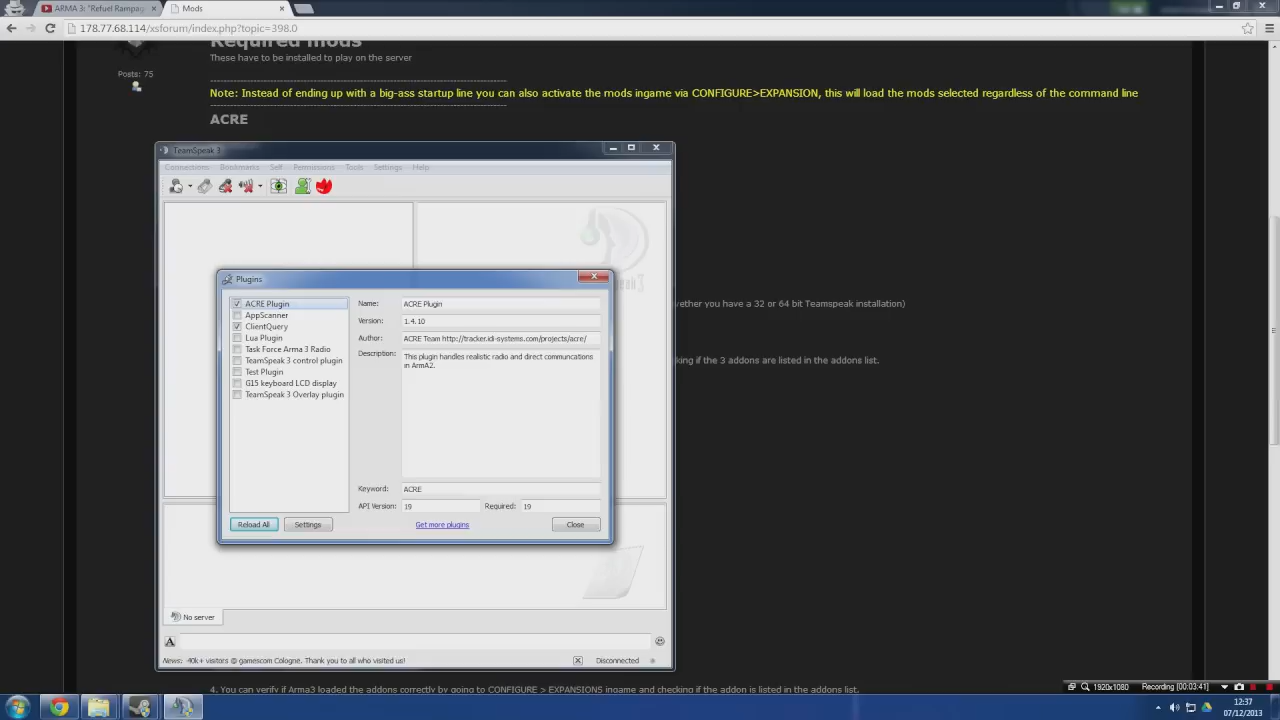 ARMA 3: "Refuel Rampag
Mods
178.77.68.114/xsforum/index.php?topic=398.0
Required mods
Posts: 75
These have to be installed to play on the server
Note: Instead of ending up with a big-ass startup line you can also activate the mods ingame via CONFIGURE>EXPANSION, this will load the mods selected regardless of the command line
ACRE
TeamSpeak 3
Connections Bookmarks Self Permissions Tools Settings Help
Plugins
ACRE Plugin
AppScanner
ClientQuery
Lua Plugin
Task Force Arma 3 Radio
TeamSpeak 3 control plugin
Test Plugin
G15 keyboard LCD display
TeamSpeak 3 Overlay plugin
Name: ACRE Plugin
Version: 1.4.10
Author: ACRE Team http://tracker.idi-systems.com/projects/acre/
Description: This plugin handles realistic radio and direct communcations
in ArmA2.
Keyword: ACRE
API Version: 19 Required: 19
Reload All Settings Get more plugins Close
hether you have a 32 or 64 bit Teamspeak installation)
king if the 3 addons are listed in the addons list.
No server
News: 40k+ visitors @ gamescom Cologne. Thank you to all who visited us!
Disconnected
4. You can verify if Arma3 loaded the addons correctly by going to CONFIGURE > EXPANSIONS ingame and checking if the addon is listed in the addons list.
1920x1080 Recording [00:03:41]
12:37
07/12/2013